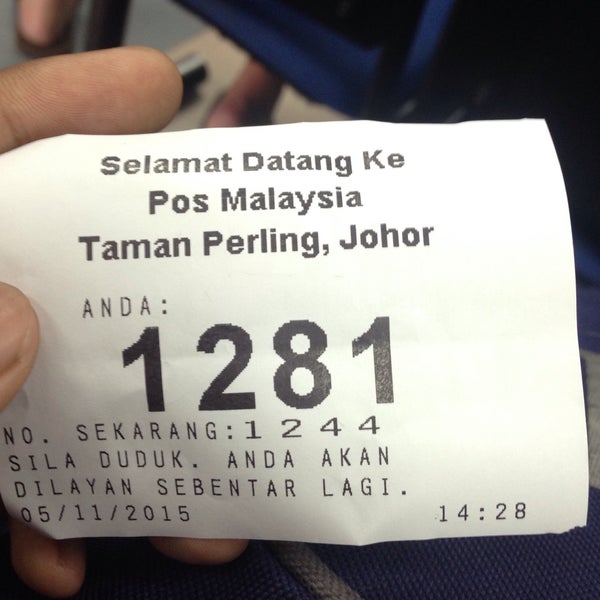 Selamat Datang Ke
Pos Malaysia
Taman Perling, Johor
ANDA:
1281
NO. SEKARANG:1244
SILA DUDUK. ANDA AKAN
DILAYAN SEBENTAR LAGI.
05/11/2015 14:28